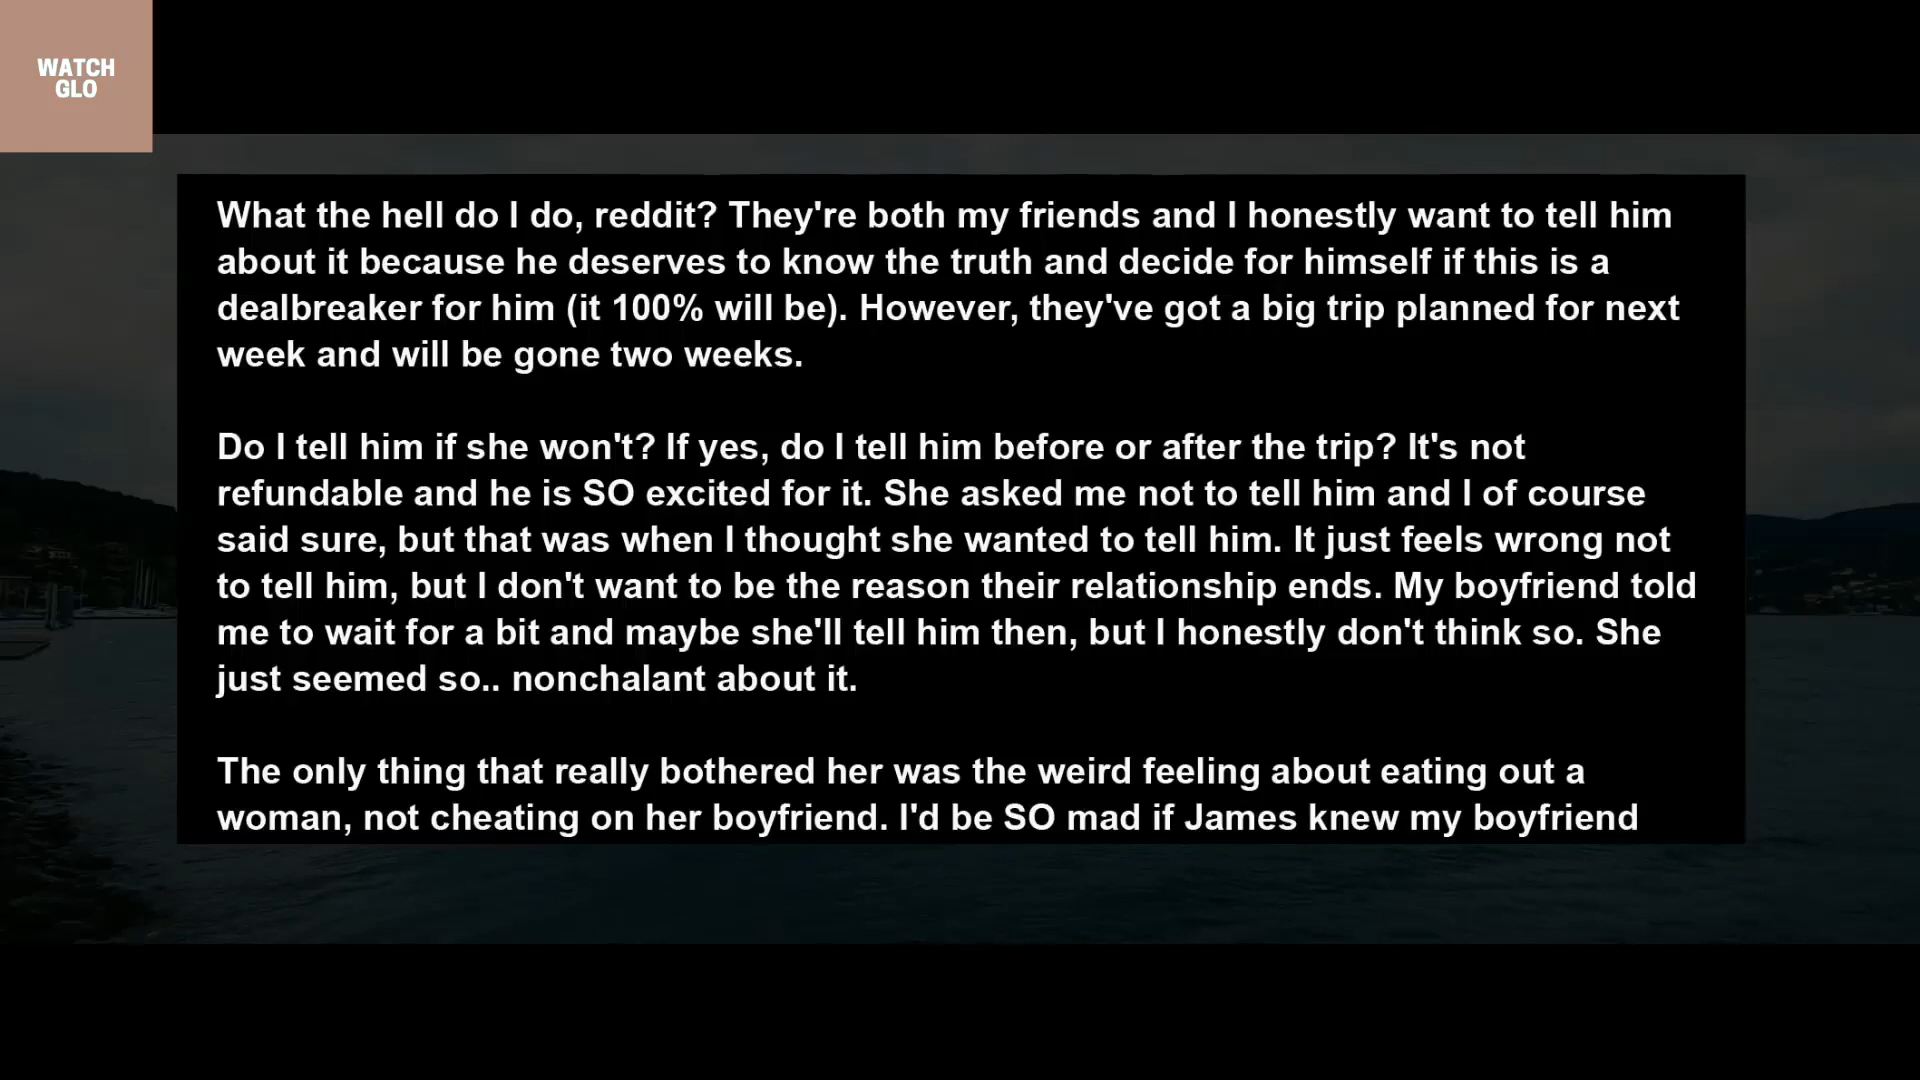 WATCH
GLO
What the hell do I do, reddit? They're both my friends and I honestly want to tell him
about it because he deserves to know the truth and decide for himself if this is a
dealbreaker for him (it 100% will be). However, they've got a big trip planned for next
week and will be gone two weeks.
Do I tell him if she won't? If yes, do I tell him before or after the trip? It's not
refundable and he is SO excited for it. She asked me not to tell him and I of course
said sure, but that was when I thought she wanted to tell him. It just feels wrong not
to tell him, but I don't want to be the reason their relationship ends. My boyfriend told
me to wait for a bit and maybe she'll tell him then, but I honestly don't think so. She
just seemed so.. nonchalant about it.
The only thing that really bothered her was the weird feeling about eating out a
woman, not cheating on her boyfriend. I'd be SO mad if James knew my boyfriend